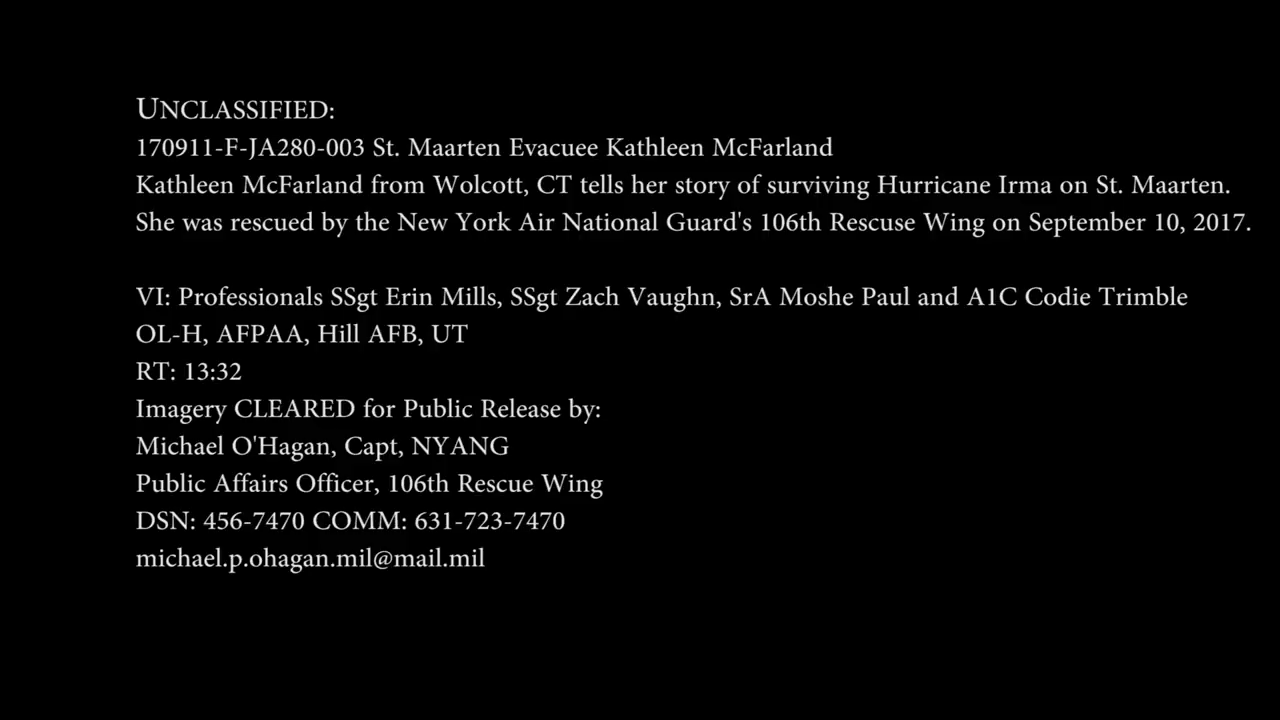 UNCLASSIFIED:
170911-F-JA280-003 St. Maarten Evacuee Kathleen McFarland
Kathleen McFarland from Wolcott, CT tells her story of surviving Hurricane Irma on St. Maarten.
She was rescued by the New York Air National Guard's 106th Rescuse Wing on September 10, 2017.
VI: Professionals SSgt Erin Mills, SSgt Zach Vaughn, SrA Moshe Paul and A1C Codie Trimble
OL-H, AFPAA, Hill AFB, UT
RT: 13:32
Imagery CLEARED for Public Release by:
Michael O'Hagan, Capt, NYANG
Public Affairs Officer, 106th Rescue Wing
DSN: 456-7470 COMM: 631-723-7470
michael.p.ohagan.mil@mail.mil